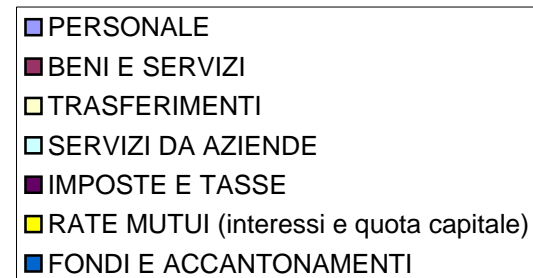 PERSONALE
BENI E SERVIZI
TRASFERIMENTI
SERVIZI DA AZIENDE
IMPOSTE E TASSE
RATE MUTUI (interessi e quota capitale)
FONDI E ACCANTONAMENTI